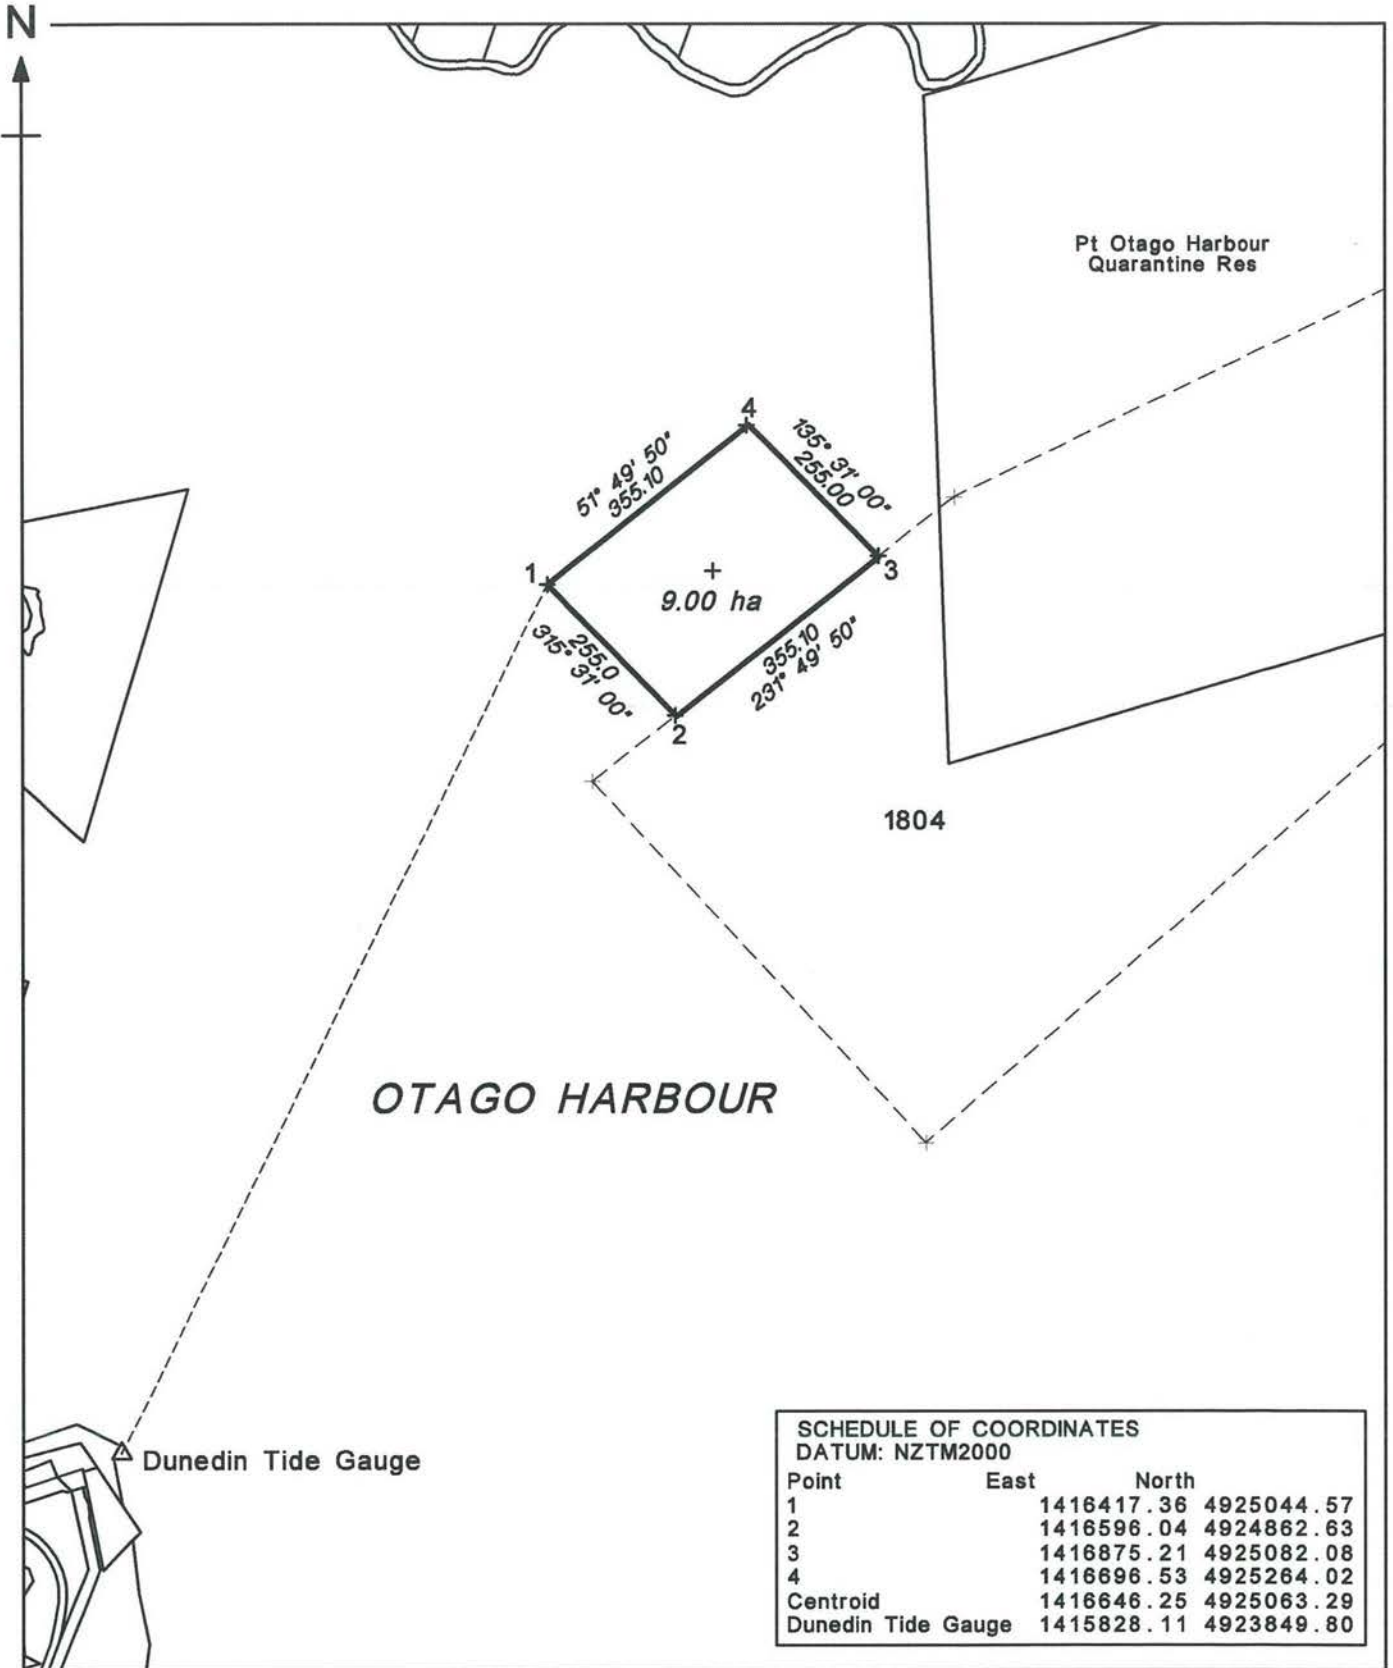 N
Pt Otago Harbour
Quarantine Res
4
51° 49' 50"
355.10
135° 31' 00"
255.00
1
3
9.00 ha
255.0
315° 31' 00"
355.10
231° 49' 50"
2
1804
OTAGO HARBOUR
Dunedin Tide Gauge
SCHEDULE OF COORDINATES
DATUM: NZTM2000
Point East North
1 1416417.36 4925044.57
2 1416596.04 4924862.63
3 1416875.21 4925082.08
4 1416696.53 4925264.02
Centroid 1416646.25 4925063.29
Dunedin Tide Gauge 1415828.11 4923849.80